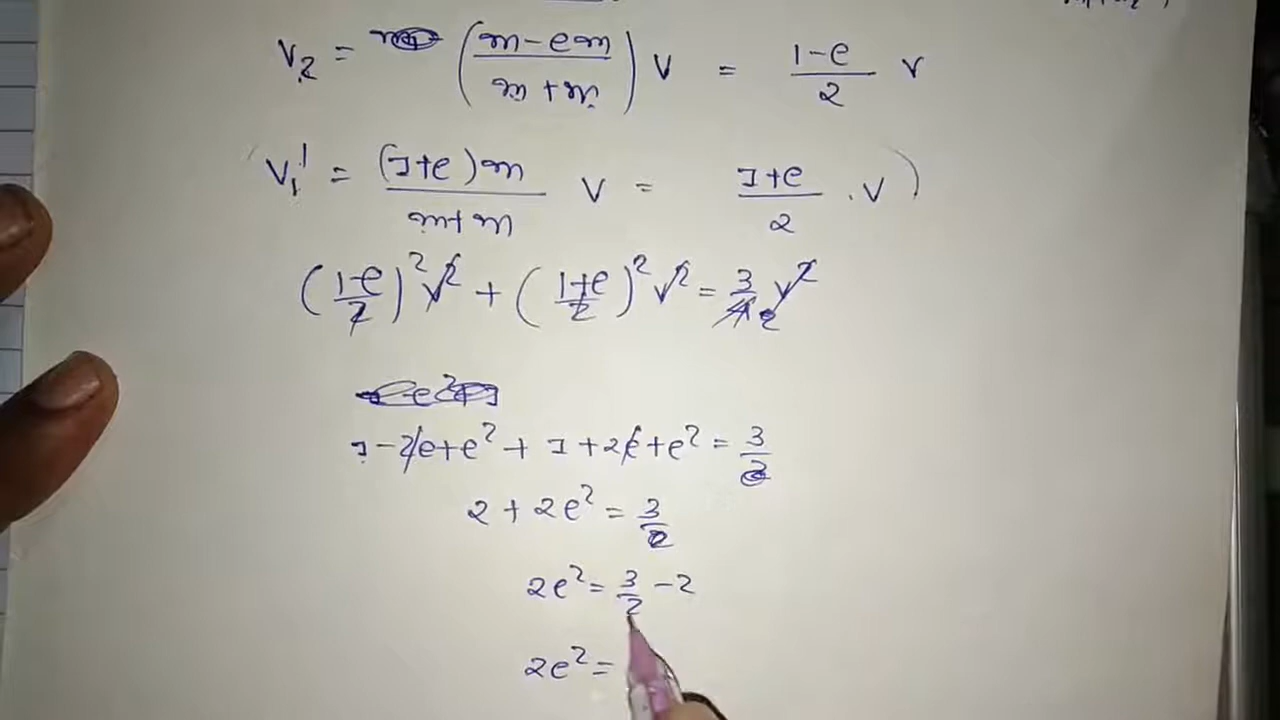 V₂ = (m-em / m+m) V = 1-e / 2 v
V₁' = (1+e)m / m+m V = 1+e / 2 . V)
(1-e / 2)² v² + (1+e / 2)² v² = 3 / 4 2 v²
1-2e+e² + 1+2e+e² = 3 / 2
2 + 2e² = 3 / 2
2e² = 3 / 2 - 2
2e² =